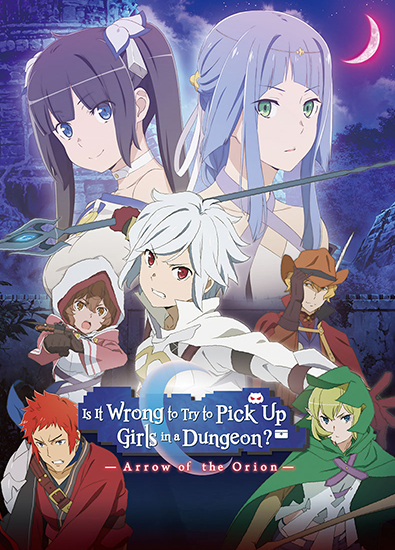 Is It Wrong to Try to Pick Up
Girls in a Dungeon?
— Arrow of the Orion —